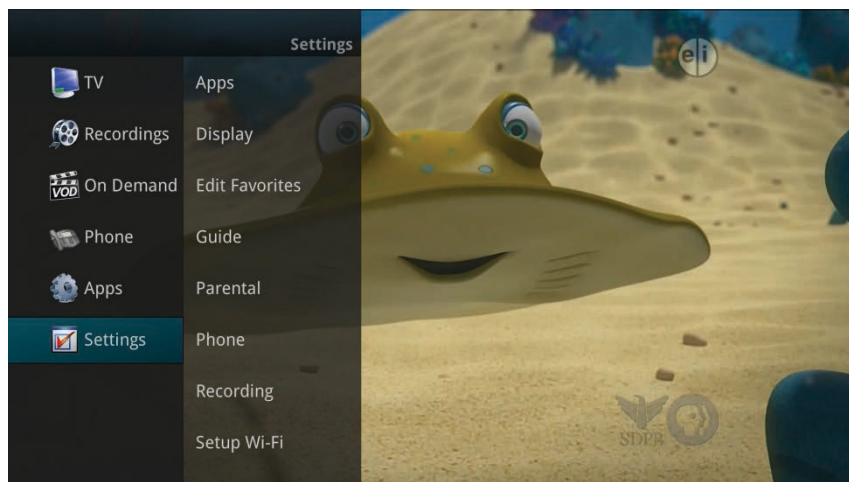 Settings
TV
Recordings
VOD On Demand
Phone
Apps
Settings
Apps
Display
Edit Favorites
Guide
Parental
Phone
Recording
Setup Wi-Fi
e/i
SDPB